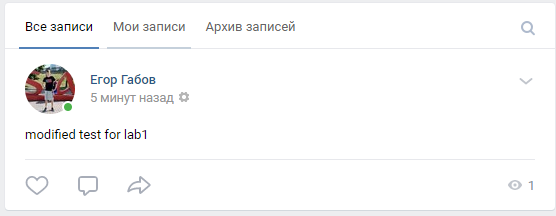 Все записи Мои записи Архив записей
Егор Габов
5 минут назад
modified test for lab1
1